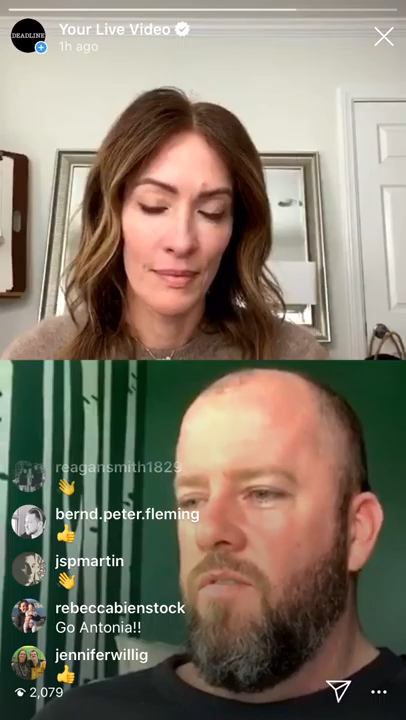 DEADLINE
Your Live Video
1h ago
reagansmith1829
bernd.peter.fleming
jspmartin
rebeccabienstock
Go Antonia!!
jenniferwillig
2,079